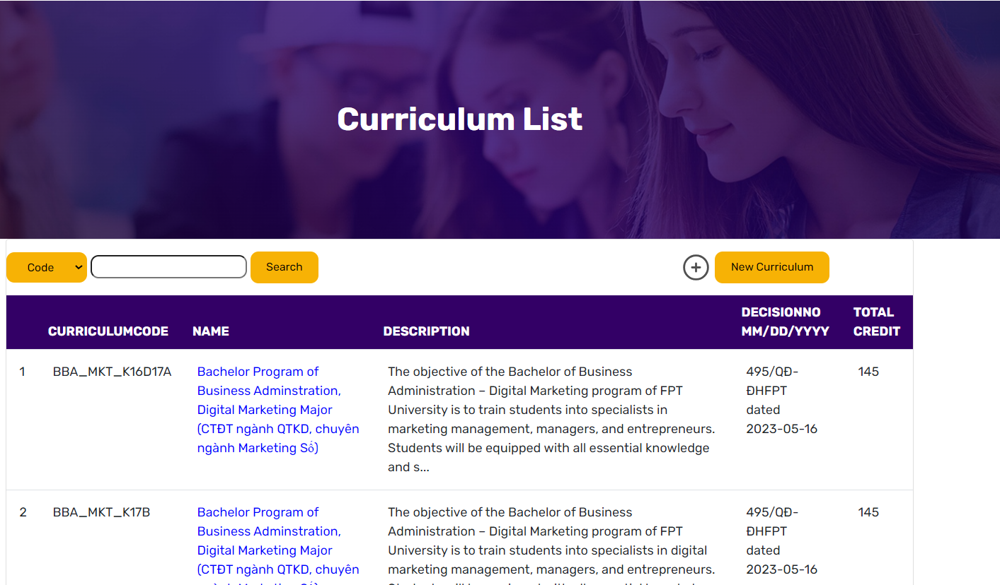 Curriculum List
Code Search New Curriculum
DECISIONNO TOTAL
CURRICULUMCODE NAME DESCRIPTION MM/DD/YYYY CREDIT
1 BBA_MKT_K16D17A Bachelor Program of The objective of the Bachelor of Business 495/QĐ- 145
Business Adminstration, Administration – Digital Marketing program of FPT ĐHFPT
Digital Marketing Major University is to train students into specialists in dated
(CTĐT ngành QTKD, chuyên marketing management, managers, and entrepreneurs. 2023-05-16
ngành Marketing Số) Students will be equipped with all essential knowledge
and s...
2 BBA_MKT_K17B Bachelor Program of The objective of the Bachelor of Business 495/QĐ- 145
Business Adminstration, Administration – Digital Marketing program of FPT ĐHFPT
Digital Marketing Major University is to train students into specialists in digital dated
(CTĐT ngành QTKD, chuyên marketing management, managers, and entrepreneurs. 2023-05-16